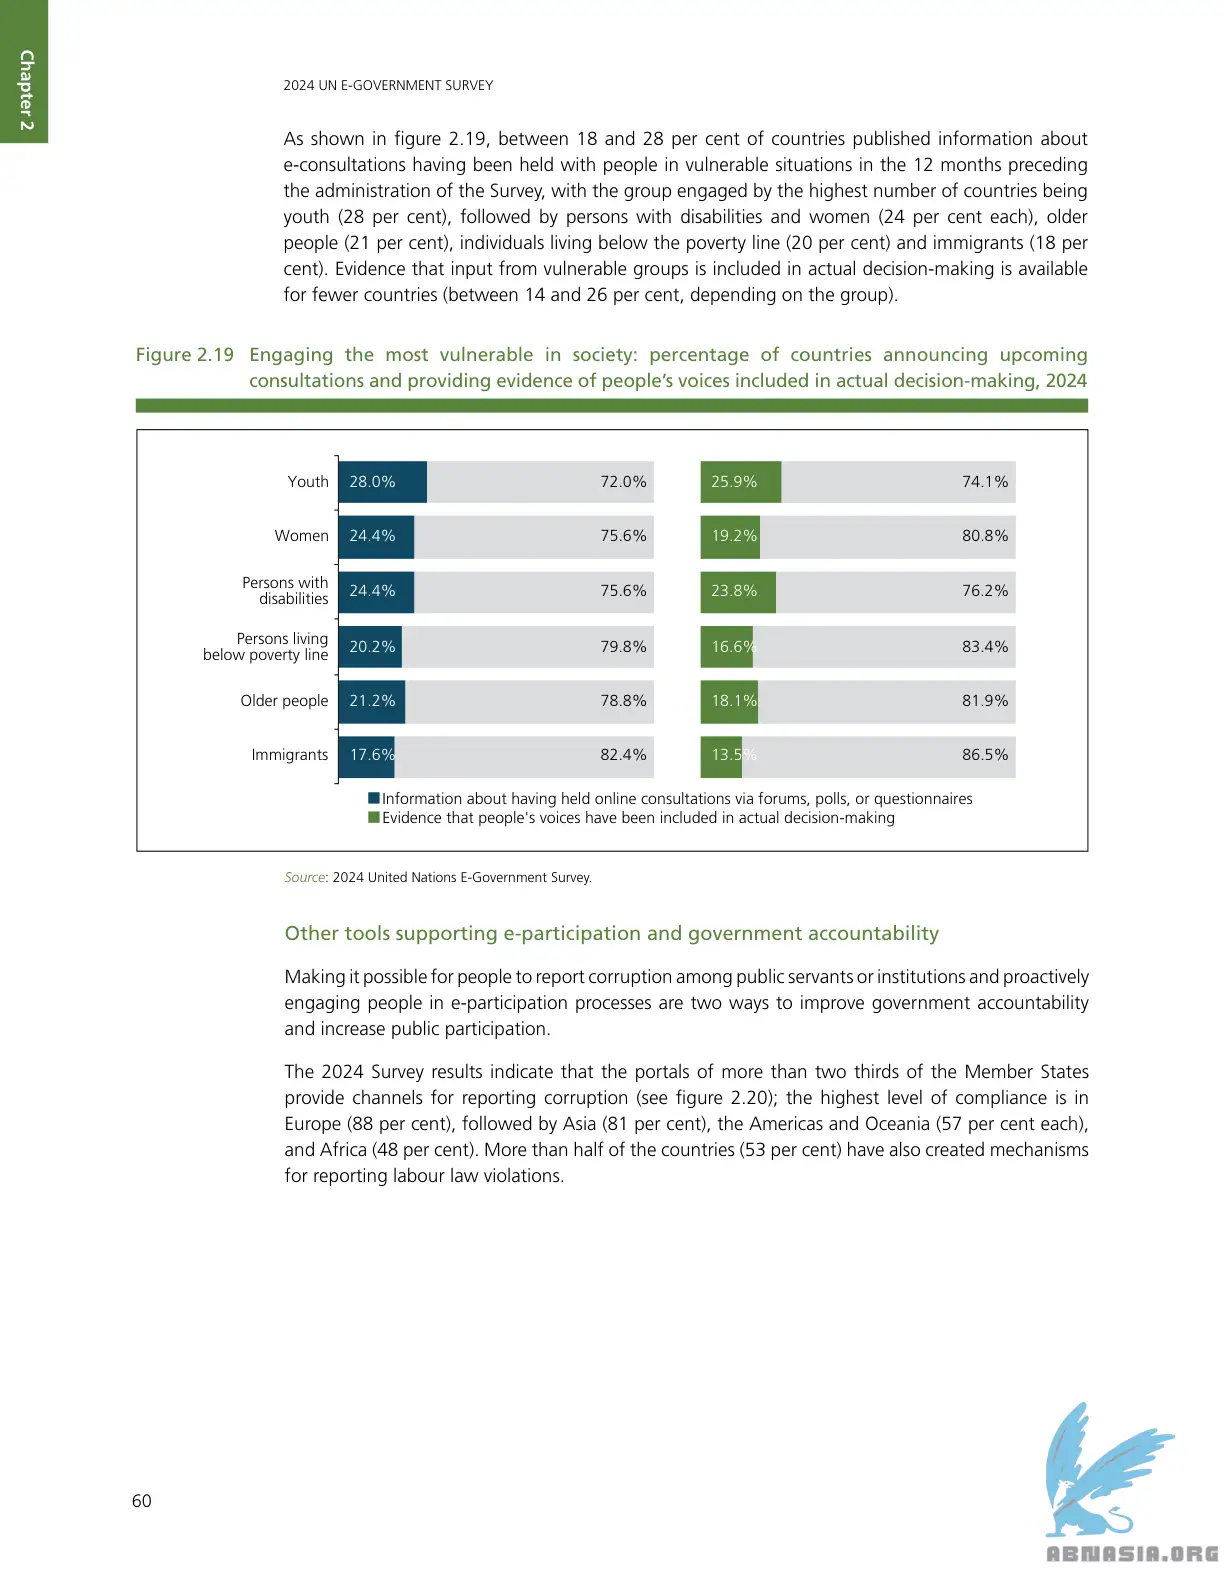 Chapter 2
2024 UN E-GOVERNMENT SURVEY
As shown in figure 2.19, between 18 and 28 per cent of countries published information about
e-consultations having been held with people in vulnerable situations in the 12 months preceding
the administration of the Survey, with the group engaged by the highest number of countries being
youth (28 per cent), followed by persons with disabilities and women (24 per cent each), older
people (21 per cent), individuals living below the poverty line (20 per cent) and immigrants (18 per
cent). Evidence that input from vulnerable groups is included in actual decision-making is available
for fewer countries (between 14 and 26 per cent, depending on the group).
Figure 2.19 Engaging the most vulnerable in society: percentage of countries announcing upcoming
consultations and providing evidence of people’s voices included in actual decision-making, 2024
Youth 28.0% 72.0% 25.9% 74.1%
Women 24.4% 75.6% 19.2% 80.8%
Persons with
disabilities 24.4% 75.6% 23.8% 76.2%
Persons living
below poverty line 20.2% 79.8% 16.6% 83.4%
Older people 21.2% 78.8% 18.1% 81.9%
Immigrants 17.6% 82.4% 13.5% 86.5%
Information about having held online consultations via forums, polls, or questionnaires
Evidence that people's voices have been included in actual decision-making
Source: 2024 United Nations E-Government Survey.
Other tools supporting e-participation and government accountability
Making it possible for people to report corruption among public servants or institutions and proactively
engaging people in e-participation processes are two ways to improve government accountability
and increase public participation.
The 2024 Survey results indicate that the portals of more than two thirds of the Member States
provide channels for reporting corruption (see figure 2.20); the highest level of compliance is in
Europe (88 per cent), followed by Asia (81 per cent), the Americas and Oceania (57 per cent each),
and Africa (48 per cent). More than half of the countries (53 per cent) have also created mechanisms
for reporting labour law violations.
60
ABNASIA.ORG